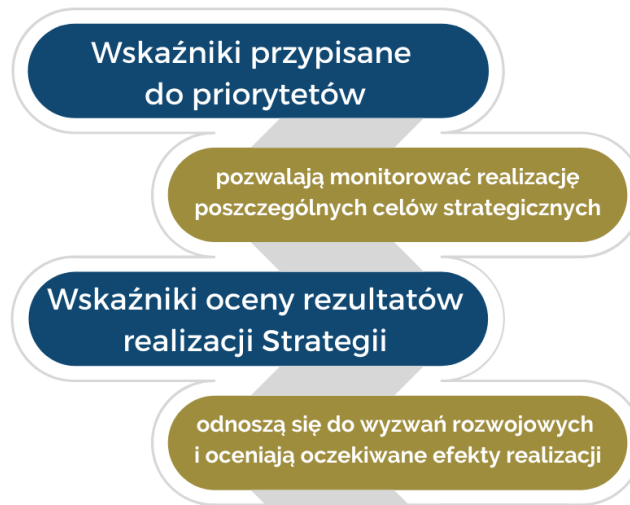 Wskaźniki przypisane
do priorytetów
pozwalają monitorować realizację
poszczególnych celów strategicznych
Wskaźniki oceny rezultatów
realizacji Strategii
odnoszą się do wyzwań rozwojowych
i oceniają oczekiwane efekty realizacji